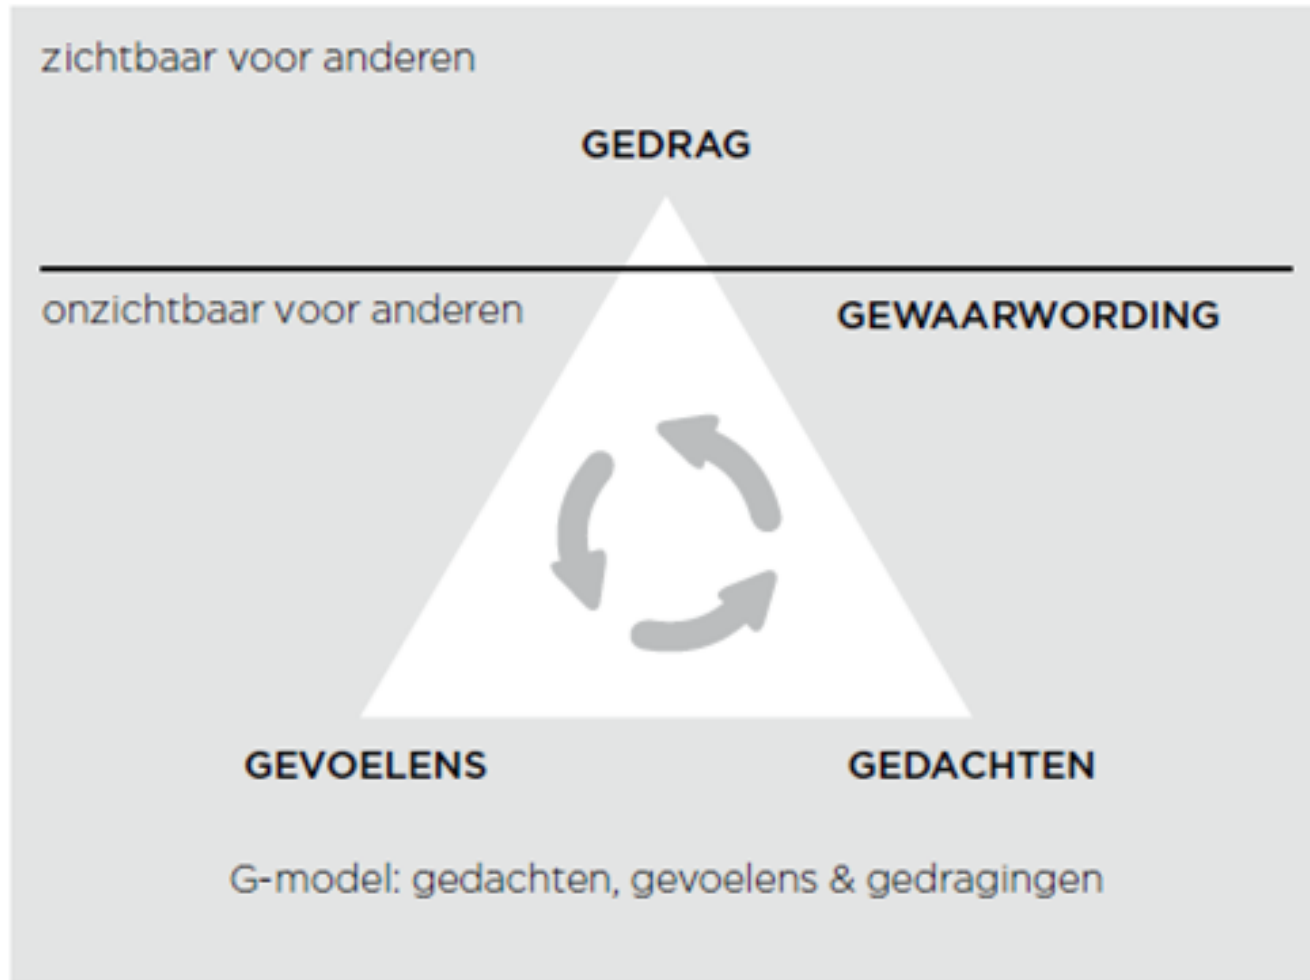 zichtbaar voor anderen
GEDRAG
onzichtbaar voor anderen
GEWAARWORDING
GEVOELENS
GEDACHTEN
G-model: gedachten, gevoelens & gedragingen